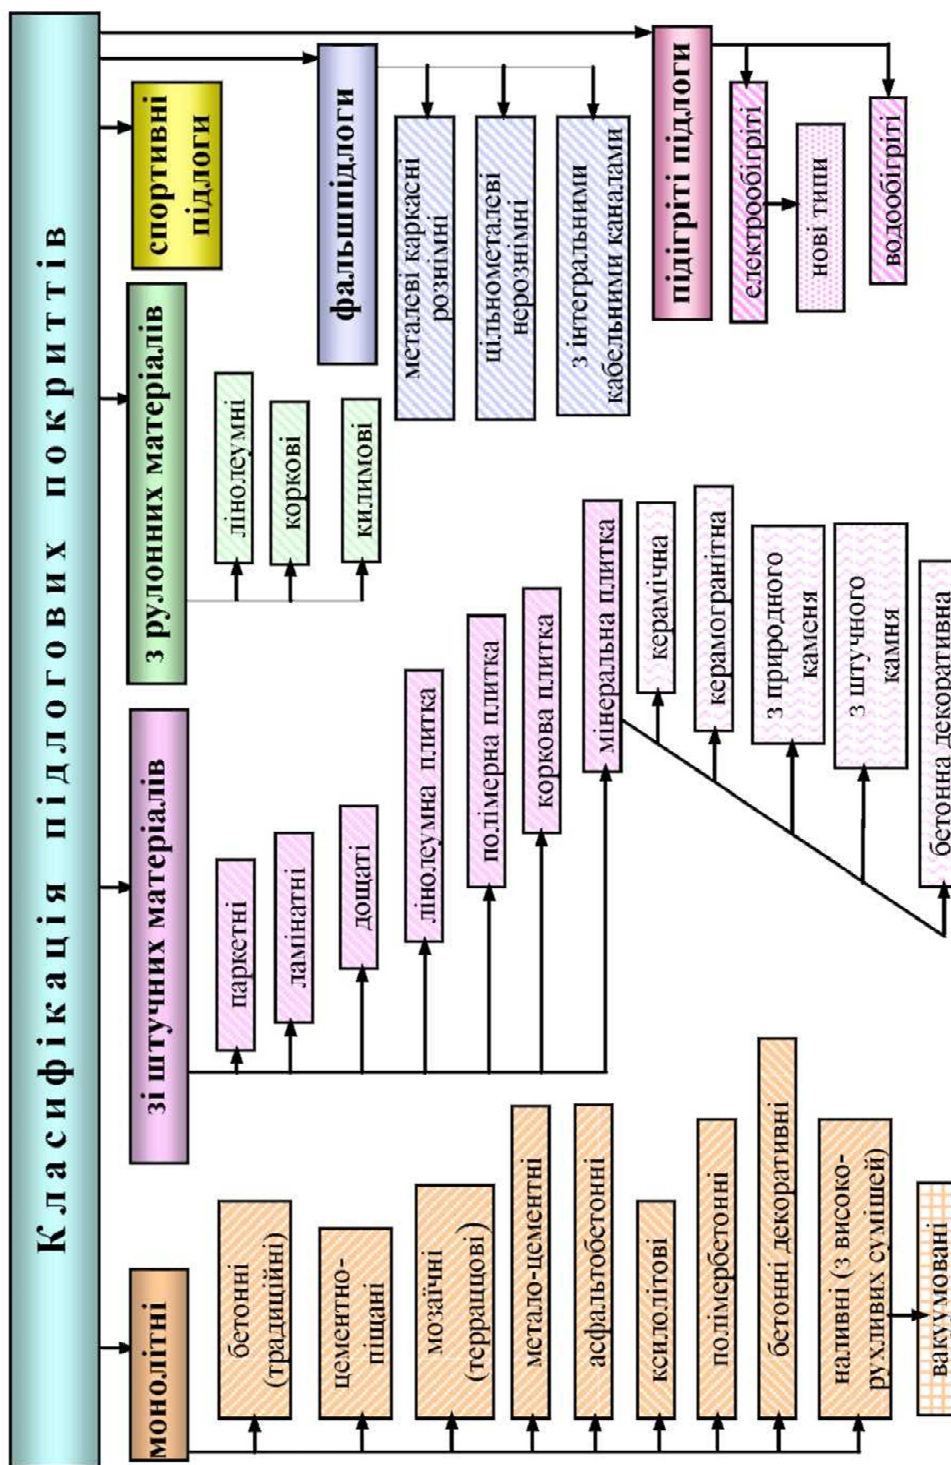 Класифікація підлогових покриттів
монолітні
бетонні
(традиційні)
цементно-
піщані
мозаїчні
(терраццові)
метало-цементні
асфальтобетонні
ксилолітові
полімербетонні
бетонні декоративні
наливні (з високо-
рухливих сумішей)
вакуумовані
зі штучних матеріалів
паркетні
ламінатні
дощаті
лінолеумна плитка
полімерна плитка
коркова плитка
мінеральна плитка
керамічна
керамогранітна
з природного
каменя
з штучного
камня
бетонна декоративна
з рулонних матеріалів
лінолеумні
коркові
килимові
спортивні
підлоги
фальшпідлоги
металеві каркасні
рознімні
цільнометалеві
нерознімні
з інтегральними
кабельними каналами
підігріті підлоги
електрообігріті
нові типи
водообігріті